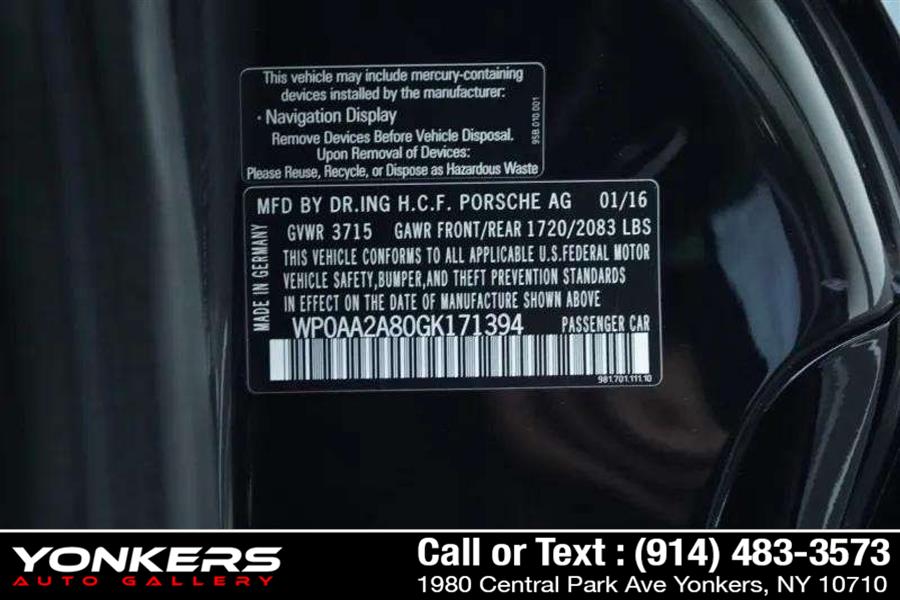 This vehicle may include mercury-containing
devices installed by the manufacturer:
· Navigation Display
Remove Devices Before Vehicle Disposal.
Upon Removal of Devices:
Please Reuse, Recycle, or Dispose as Hazardous Waste
95B.010.001
MFD BY DR.ING H.C.F. PORSCHE AG 01/16
GVWR 3715 GAWR FRONT/REAR 1720/2083 LBS
THIS VEHICLE CONFORMS TO ALL APPLICABLE U.S.FEDERAL MOTOR
VEHICLE SAFETY,BUMPER,AND THEFT PREVENTION STANDARDS
IN EFFECT ON THE DATE OF MANUFACTURE SHOWN ABOVE
MADE IN GERMANY
WP0AA2A80GK171394 PASSENGER CAR
981.701.111.10
YONKERS
AUTO GALLERY
Call or Text : (914) 483-3573
1980 Central Park Ave Yonkers, NY 10710